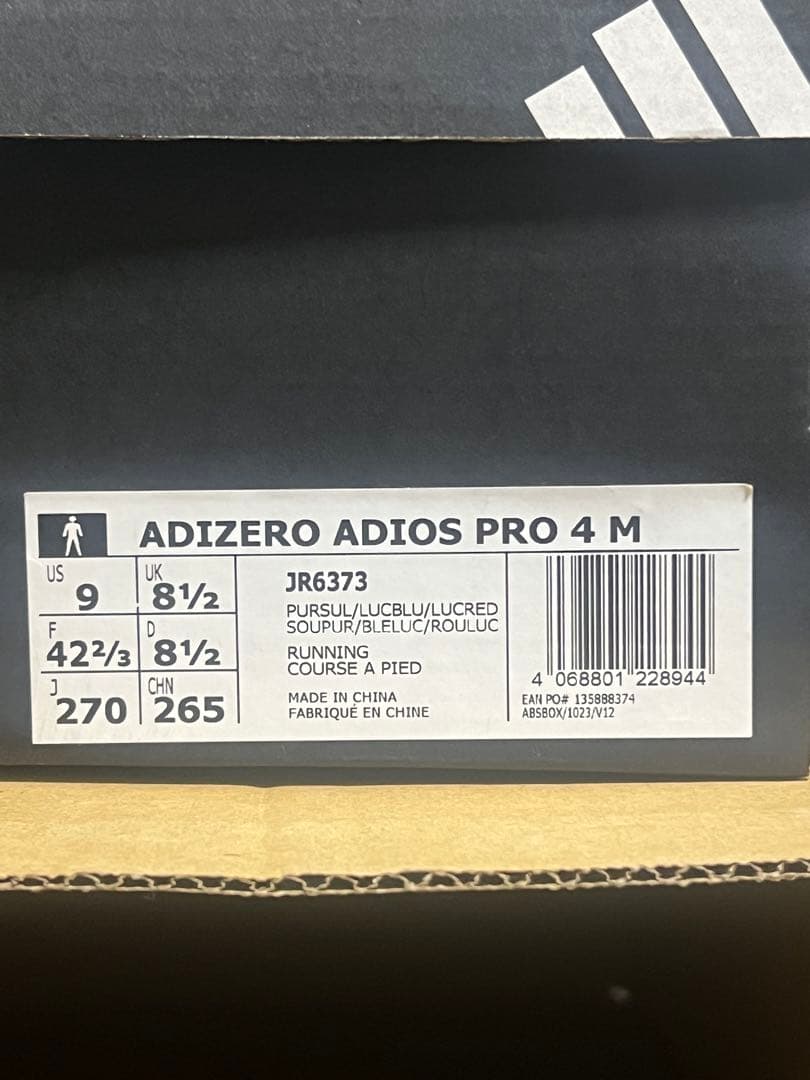 ADIZERO ADIOS PRO 4 M
US
9
UK
8½
F
42⅔
D
8½
J
270
CHN
265
JR6373
PURSUL/LUCBLU/LUCRED
SOUPUR/BLELUC/ROULUC
RUNNING
COURSE A PIED
MADE IN CHINA
FABRIQUÉ EN CHINE
4 068801 228944
EAN PO# 135888374
ABSBOX/1023/V12